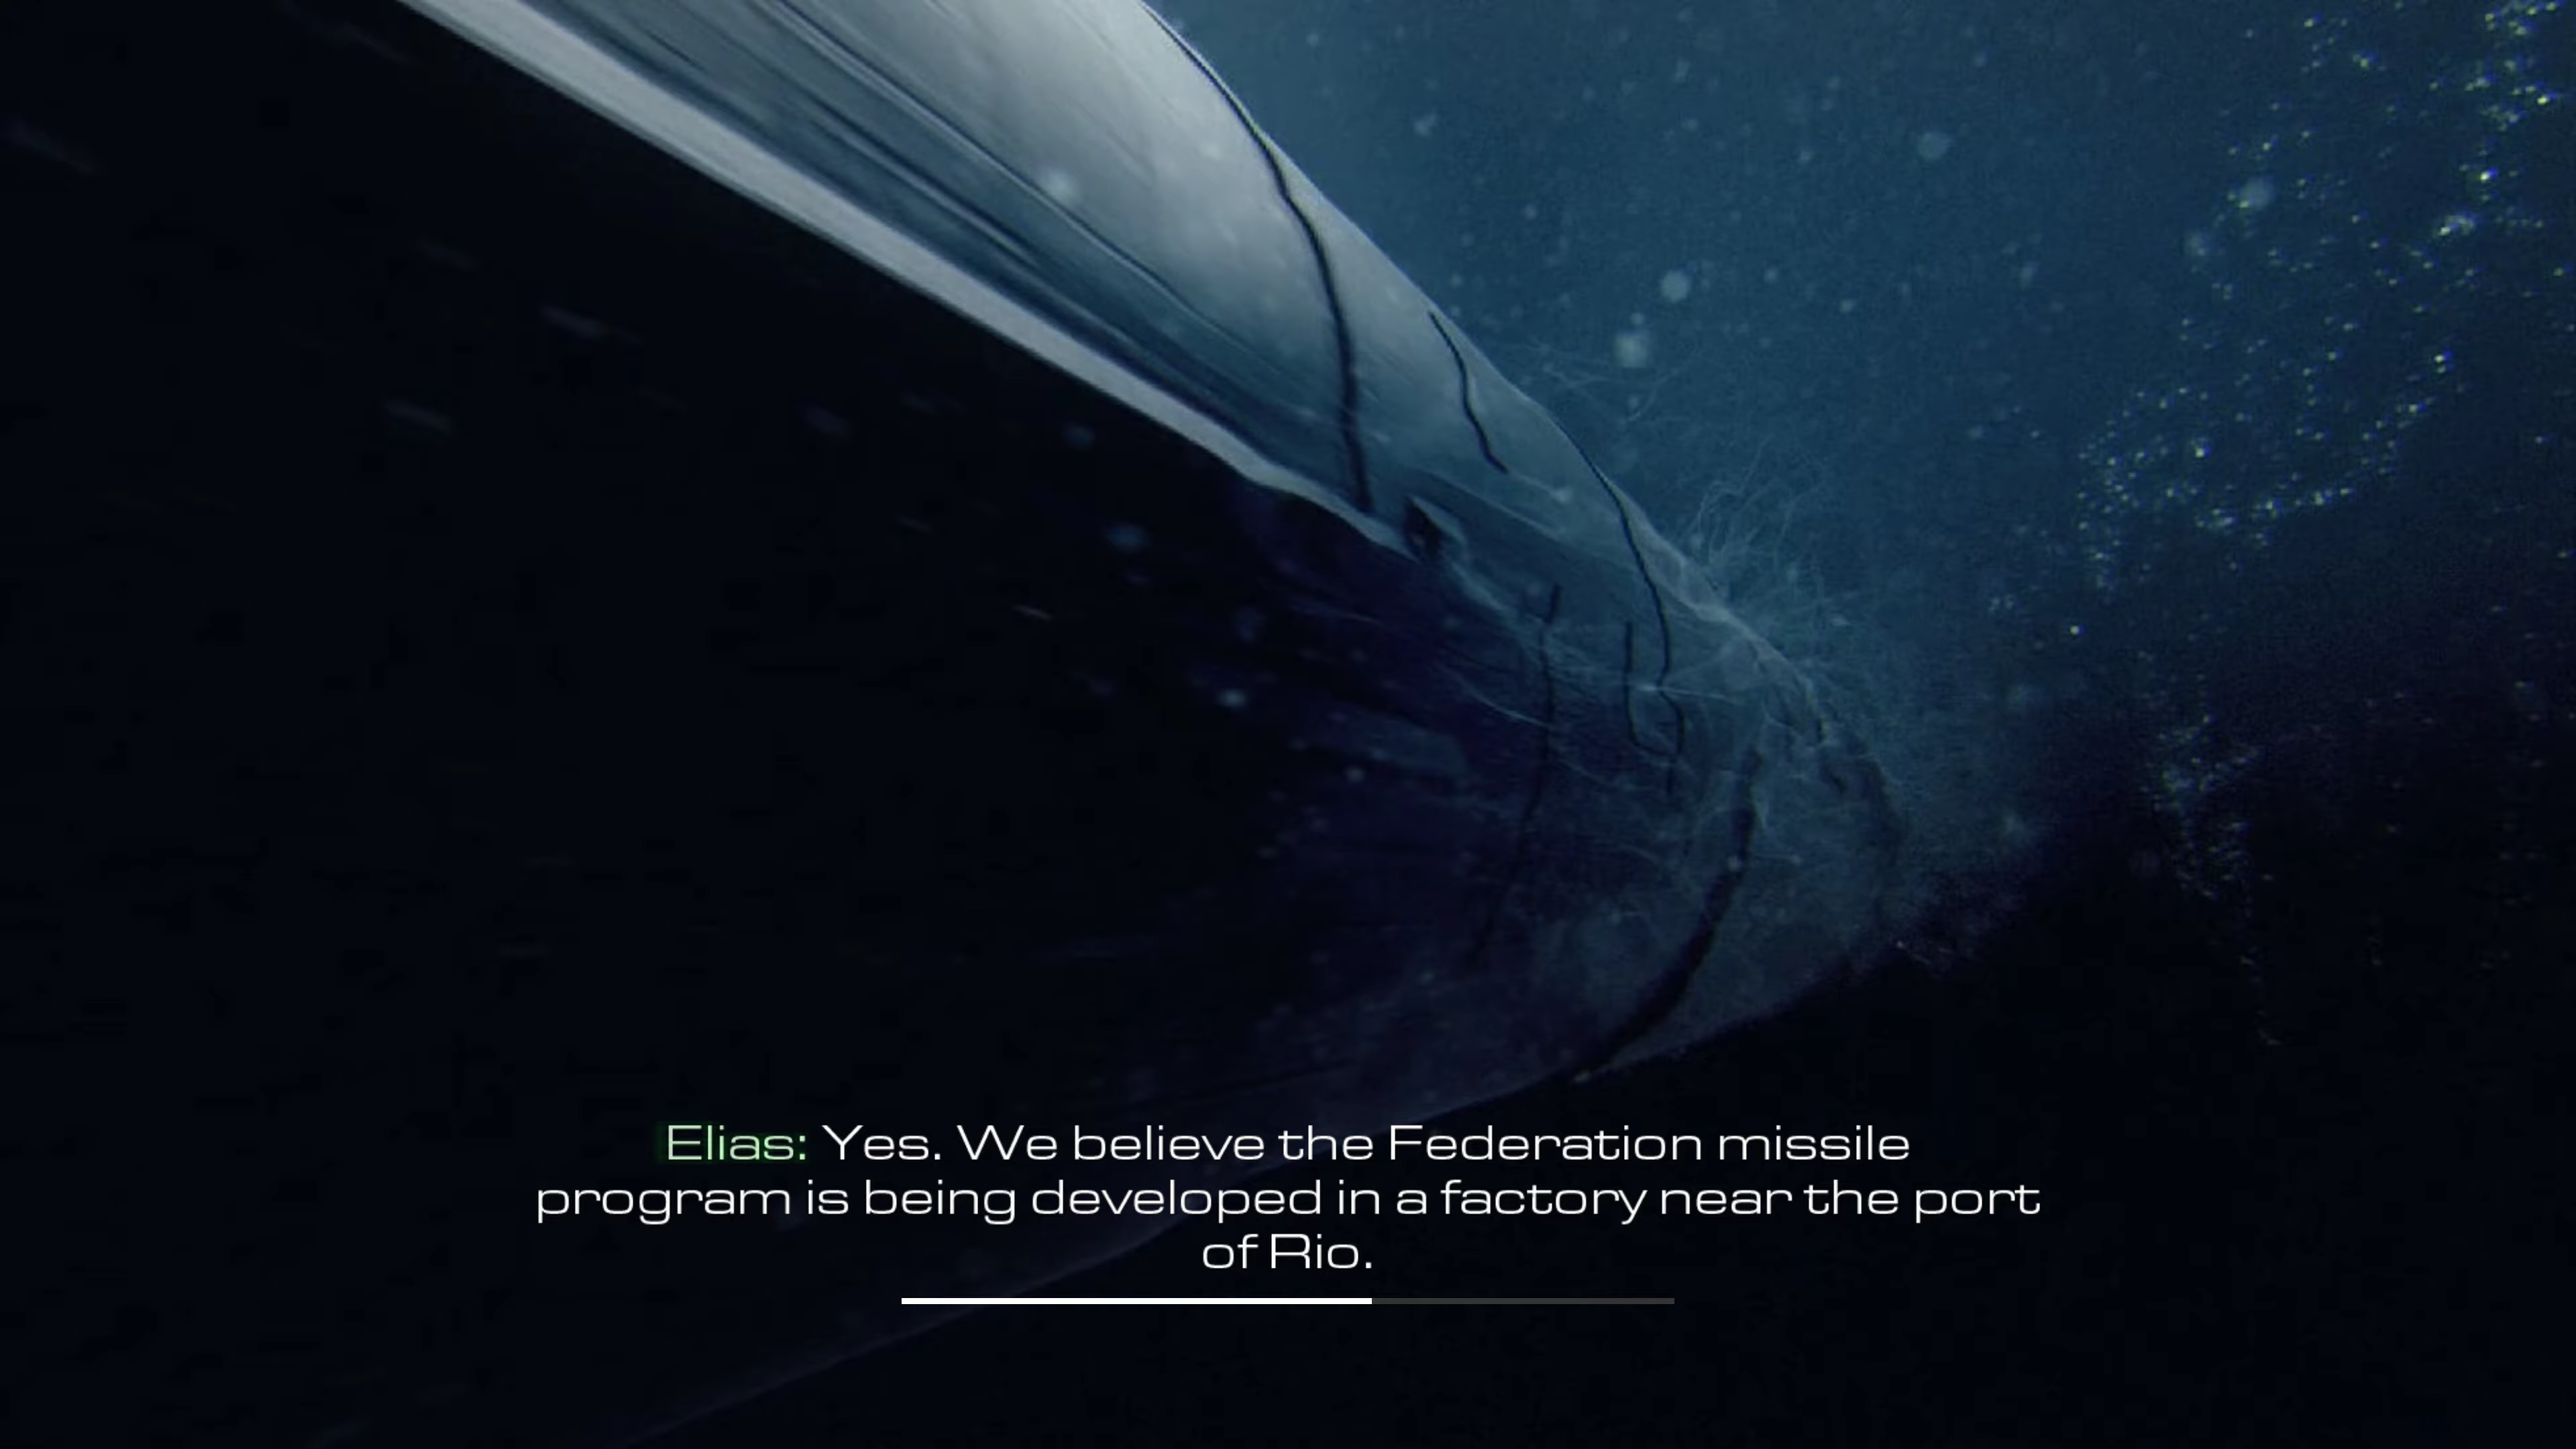 Elias: Yes. We believe the Federation missile
program is being developed in a factory near the port
of Rio.